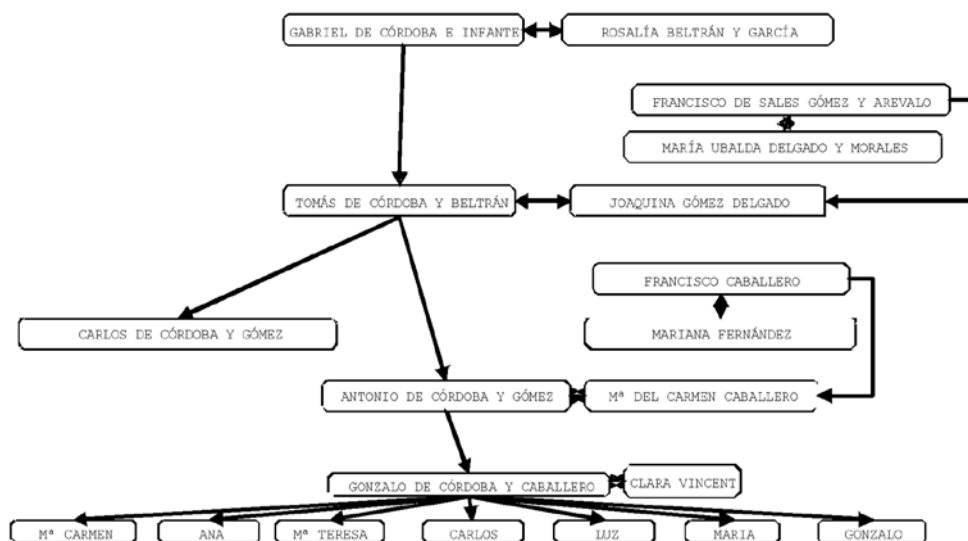 GABRIEL DE CÓRDOBA E INFANTE
ROSALÍA BELTRÁN Y GARCÍA
FRANCISCO DE SALES GÓMEZ Y AREVALO
MARÍA UBALDA DELGADO Y MORALES
TOMÁS DE CÓRDOBA Y BELTRÁN
JOAQUINA GÓMEZ DELGADO
FRANCISCO CABALLERO
CARLOS DE CÓRDOBA Y GÓMEZ
MARIANA FERNÁNDEZ
ANTONIO DE CÓRDOBA Y GÓMEZ
Mª DEL CARMEN CABALLERO
GONZALO DE CÓRDOBA Y CABALLERO
CLARA VINCENT
Mª CARMEN
ANA
Mª TERESA
CARLOS
LUZ
MARIA
GONZALO